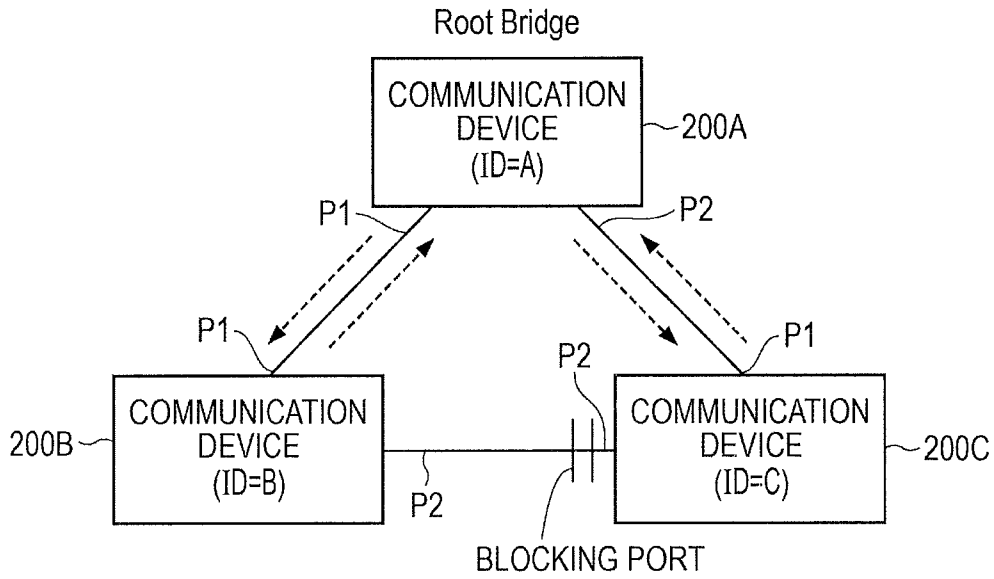 Root Bridge
COMMUNICATION
DEVICE
(ID=A)
200A
P1
P2
P1
P1
P2
COMMUNICATION
DEVICE
(ID=B)
200B
P2
COMMUNICATION
DEVICE
(ID=C)
200C
BLOCKING PORT